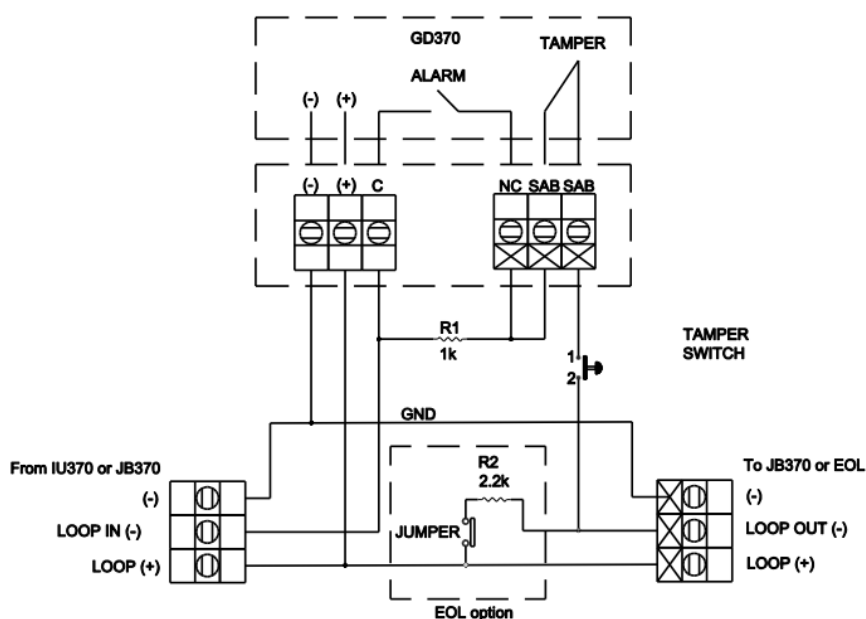 GD370
TAMPER
ALARM
(-) (+)
(-) (+) C
NC SAB SAB
R1
1k
TAMPER
SWITCH
1
2
GND
From IU370 or JB370
(-)
LOOP IN (-)
LOOP (+)
R2
2.2k
JUMPER
EOL option
To JB370 or EOL
(-)
LOOP OUT (-)
LOOP (+)